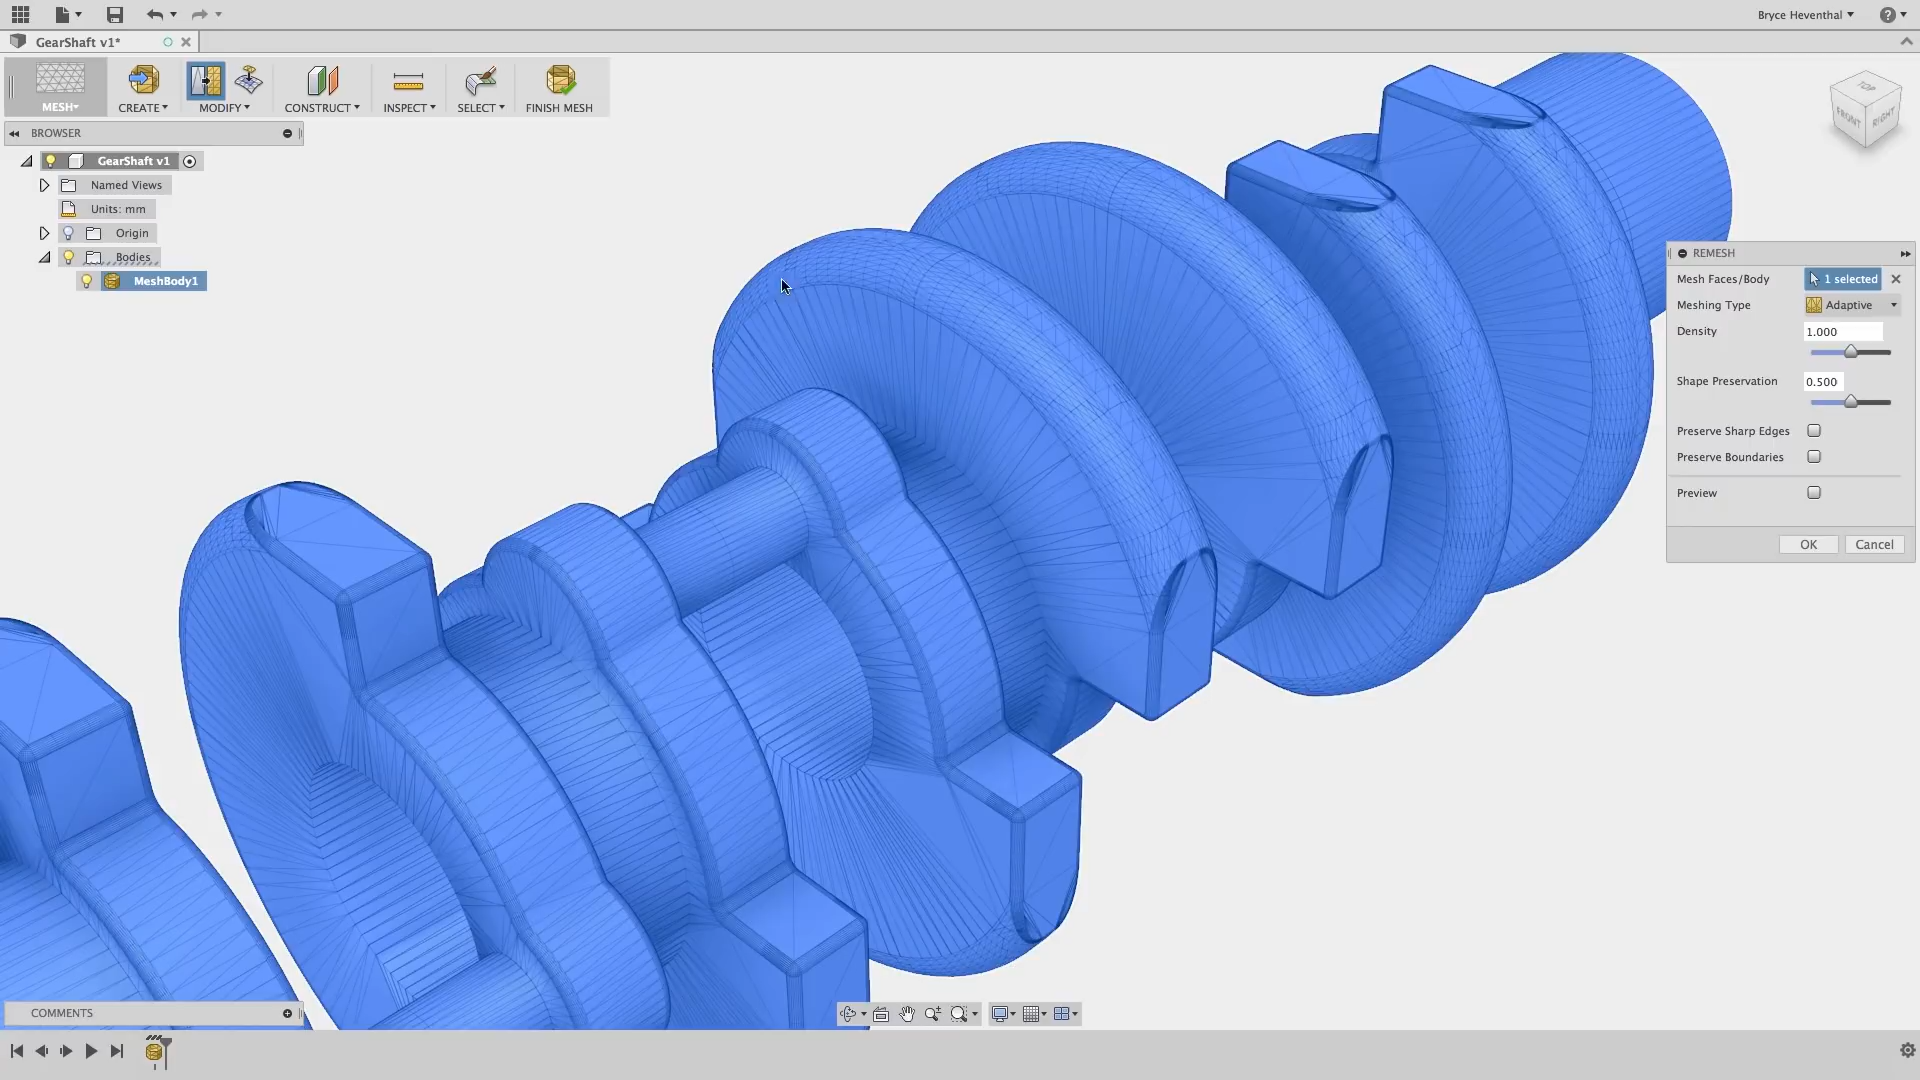 Bryce Heventhal
GearShaft v1*
MESH
CREATE
MODIFY
CONSTRUCT
INSPECT
SELECT
FINISH MESH
BROWSER
GearShaft v1
Named Views
Units: mm
Origin
Bodies
MeshBody1
TOP
FRONT
RIGHT
REMESH
Mesh Faces/Body
1 selected
Meshing Type
Adaptive
Density
1.000
Shape Preservation
0.500
Preserve Sharp Edges
Preserve Boundaries
Preview
OK
Cancel
COMMENTS